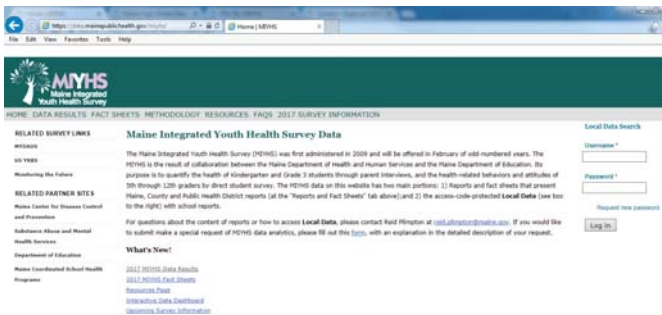 https://data.mainepublichealth.gov/miyhs/
Home | MIYHS
File Edit View Favorites Tools Help
MIYHS
Maine Integrated
Youth Health Survey
HOME DATA RESULTS FACT SHEETS METHODOLOGY RESOURCES FAQS 2017 SURVEY INFORMATION
RELATED SURVEY LINKS
MYDAUS
US YRBS
Monitoring the Future
RELATED PARTNER SITES
Maine Center for Disease Control
and Prevention
Substance Abuse and Mental
Health Services
Department of Education
Maine Coordinated School Health
Programs
Maine Integrated Youth Health Survey Data
The Maine Integrated Youth Health Survey (MIYHS) was first administered in 2009 and will be offered in February of odd-numbered years. The
MIYHS is the result of collaboration between the Maine Department of Health and Human Services and the Maine Department of Education. Its
purpose is to quantify the health of Kindergarten and Grade 3 students through parent interviews, and the health-related behaviors and attitudes of
5th through 12th graders by direct student survey. The MIYHS data on this website has two main portions: 1) Reports and fact sheets that present
Maine, County and Public Health District reports (at the "Reports and Fact Sheets" tab above);and 2) the access-code-protected Local Data (see box
to the right) with school reports.
For questions about the content of reports or how to access Local Data, please contact Reid Plimpton at reid.plimpton@maine.gov. If you would like
to submit make a special request of MIYHS data analytics, please fill out this form, with an explanation in the detailed description of your request.
What's New!
2017 MIYHS Data Results
2017 MIYHS Fact Sheets
Resources Page
Interactive Data Dashboard
Upcoming Survey Information
Local Data Search
Username *
Password *
Request new password
Log in